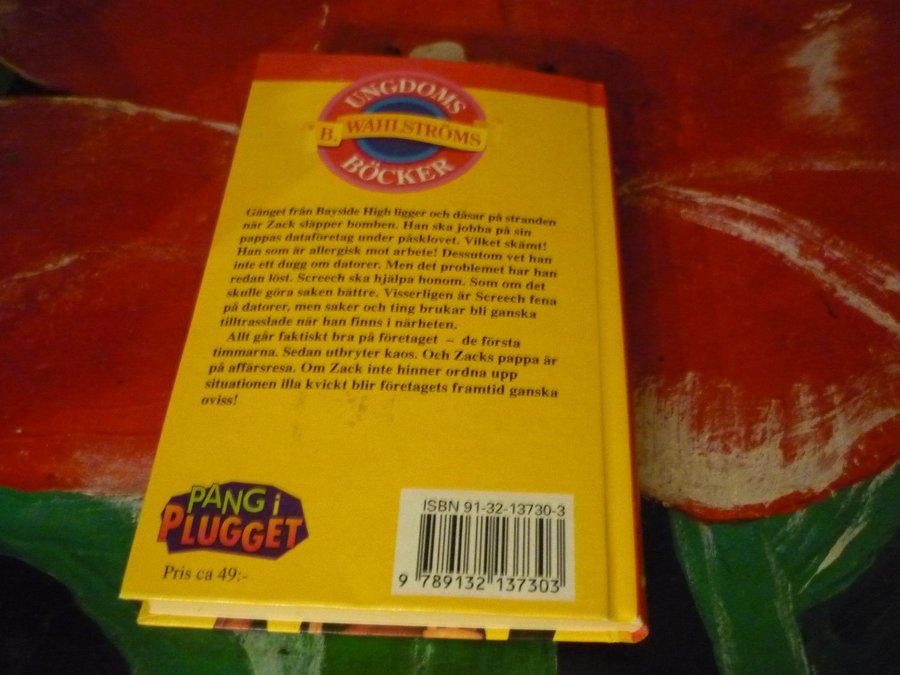 UNGDOMS
B. WAHLSTRÖMS
BÖCKER
Gänget från Bayside High ligger och dåsar på stranden
när Zack släpper bomben. Han ska jobba på sin
pappas dataföretag under påsklovet. Vilket skämt!
Han som är allergisk mot arbete! Dessutom vet han
inte ett dugg om datorer. Men det problemet har han
redan löst. Screech ska hjälpa honom. Som om det
skulle göra saken bättre. Visserligen är Screech fena
på datorer, men saker och ting brukar bli ganska
tilltrasslade när han finns i närheten.
Allt går faktiskt bra på företaget – de första
timmarna. Sedan utbryter kaos. Och Zacks pappa är
på affärsresa. Om Zack inte hinner ordna upp
situationen illa kvickt blir företagets framtid ganska
oviss!
PANG i
PLUGGET
Pris ca 49:-
ISBN 91-32-13730-3
9 789132 137303